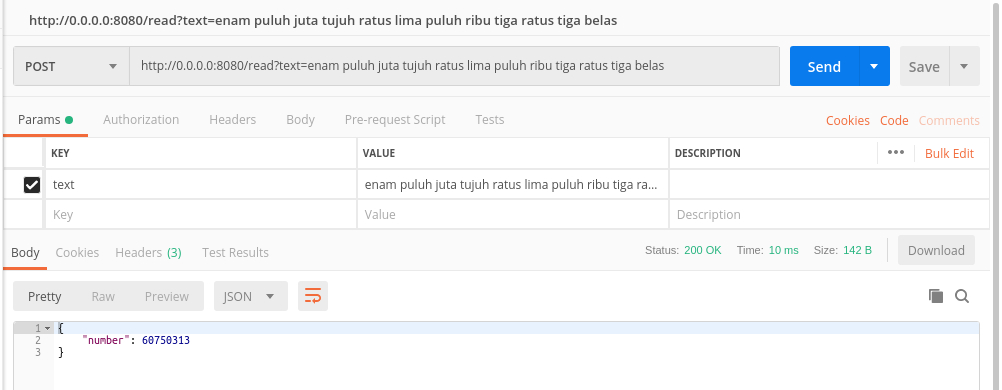 http://0.0.0.0:8080/read?text=enam puluh juta tujuh ratus lima puluh ribu tiga ratus tiga belas
POST http://0.0.0.0:8080/read?text=enam puluh juta tujuh ratus lima puluh ribu tiga ratus tiga belas Send Save
Params Authorization Headers Body Pre-request Script Tests Cookies Code Comments
KEY VALUE DESCRIPTION ••• Bulk Edit
text enam puluh juta tujuh ratus lima puluh ribu tiga ra...
Key Value Description
Body Cookies Headers (3) Test Results Status: 200 OK Time: 10 ms Size: 142 B Download
Pretty Raw Preview JSON
1 {
2 "number": 60750313
3 }